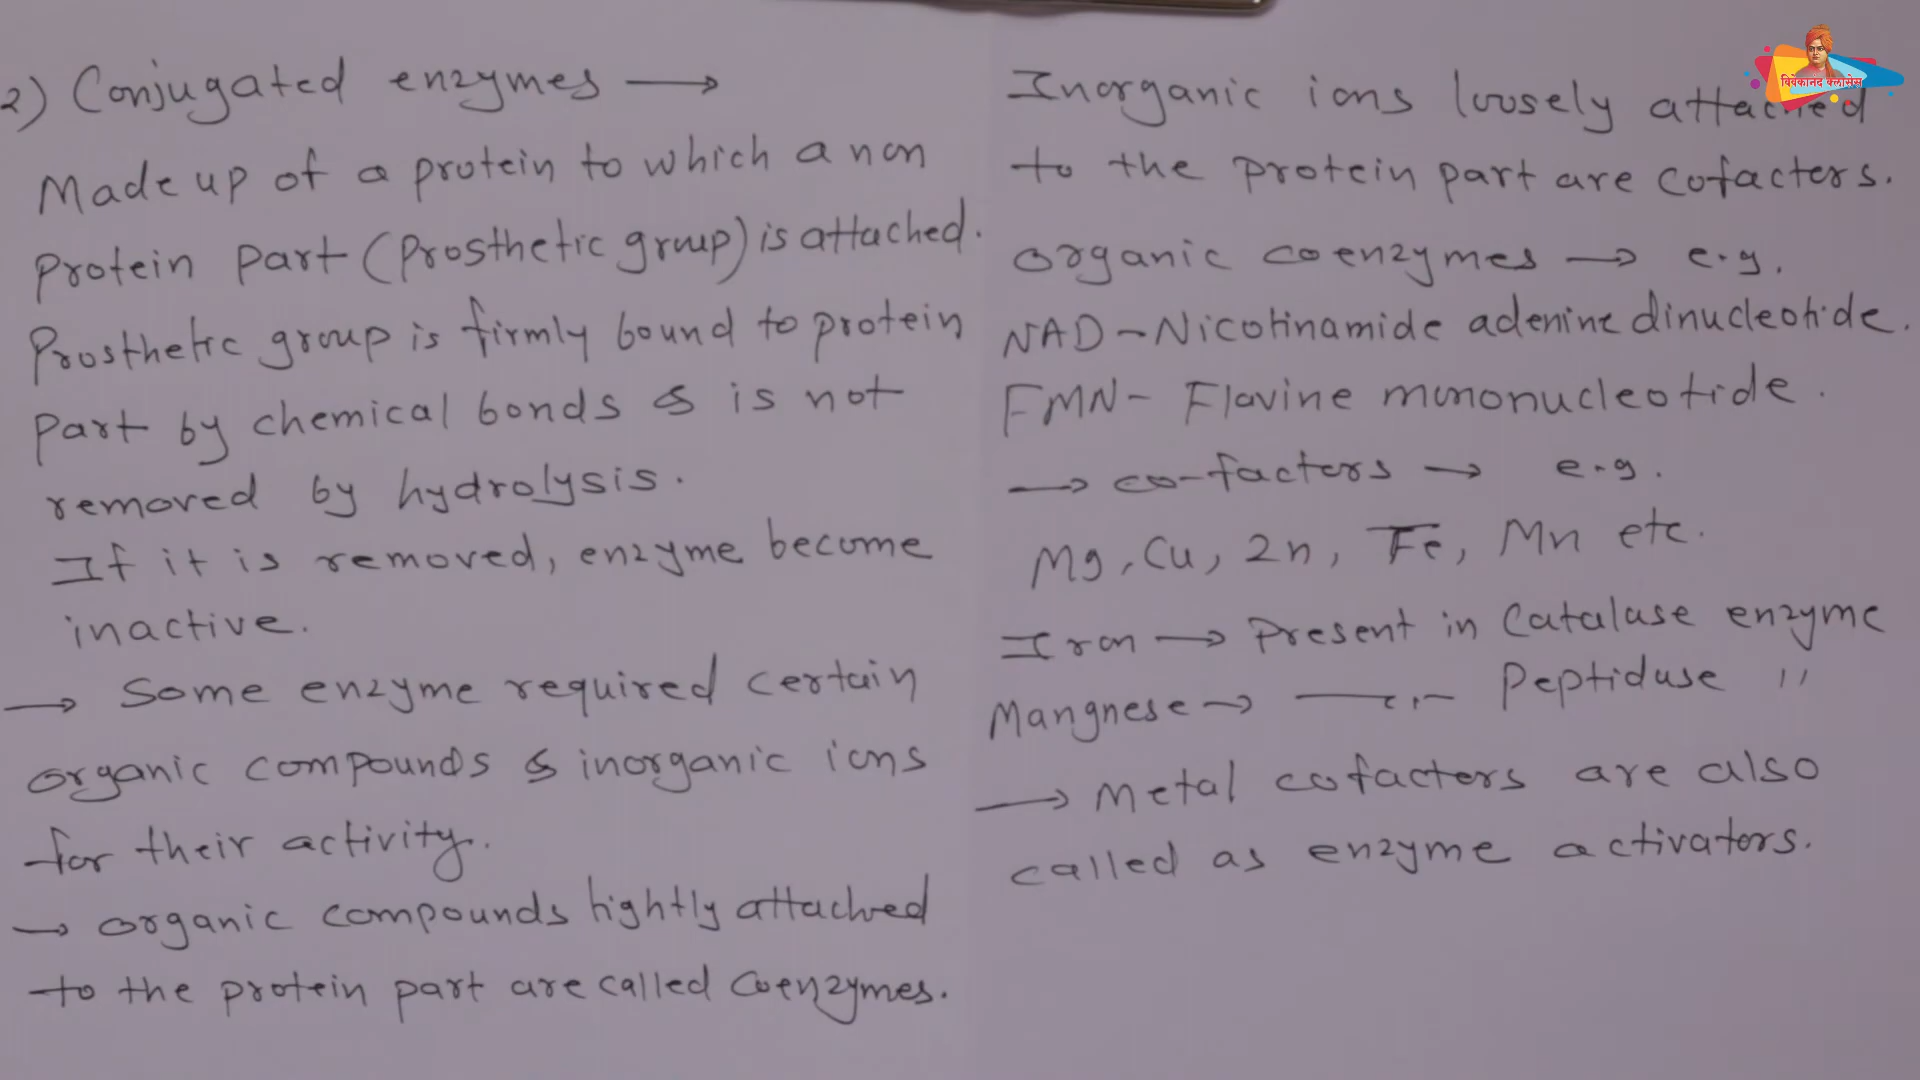 2) Conjugated enzymes →
Made up of a protein to which a non
protein part (Prosthetic group) is attached.
Prosthetic group is firmly bound to protein
part by chemical bonds & is not
removed by hydrolysis.
If it is removed, enzyme become
inactive.
→ Some enzyme required certain
organic compounds & inorganic ions
for their activity.
→ organic compounds tightly attached
to the protein part are called coenzymes.
Inorganic ions loosely attached
to the protein part are cofacters.
organic coenzymes → e.g.
NAD - Nicotinamide adenine dinucleotide.
FMN - Flavine mononucleotide.
→ co-factors → e.g.
Mg, Cu, Zn, Fe, Mn etc.
Iron → Present in Catalase enzyme
Mangnese → —〃— Peptidase 〃
→ Metal cofacters are also
called as enzyme activators.
विवेकानंद क्लासेस